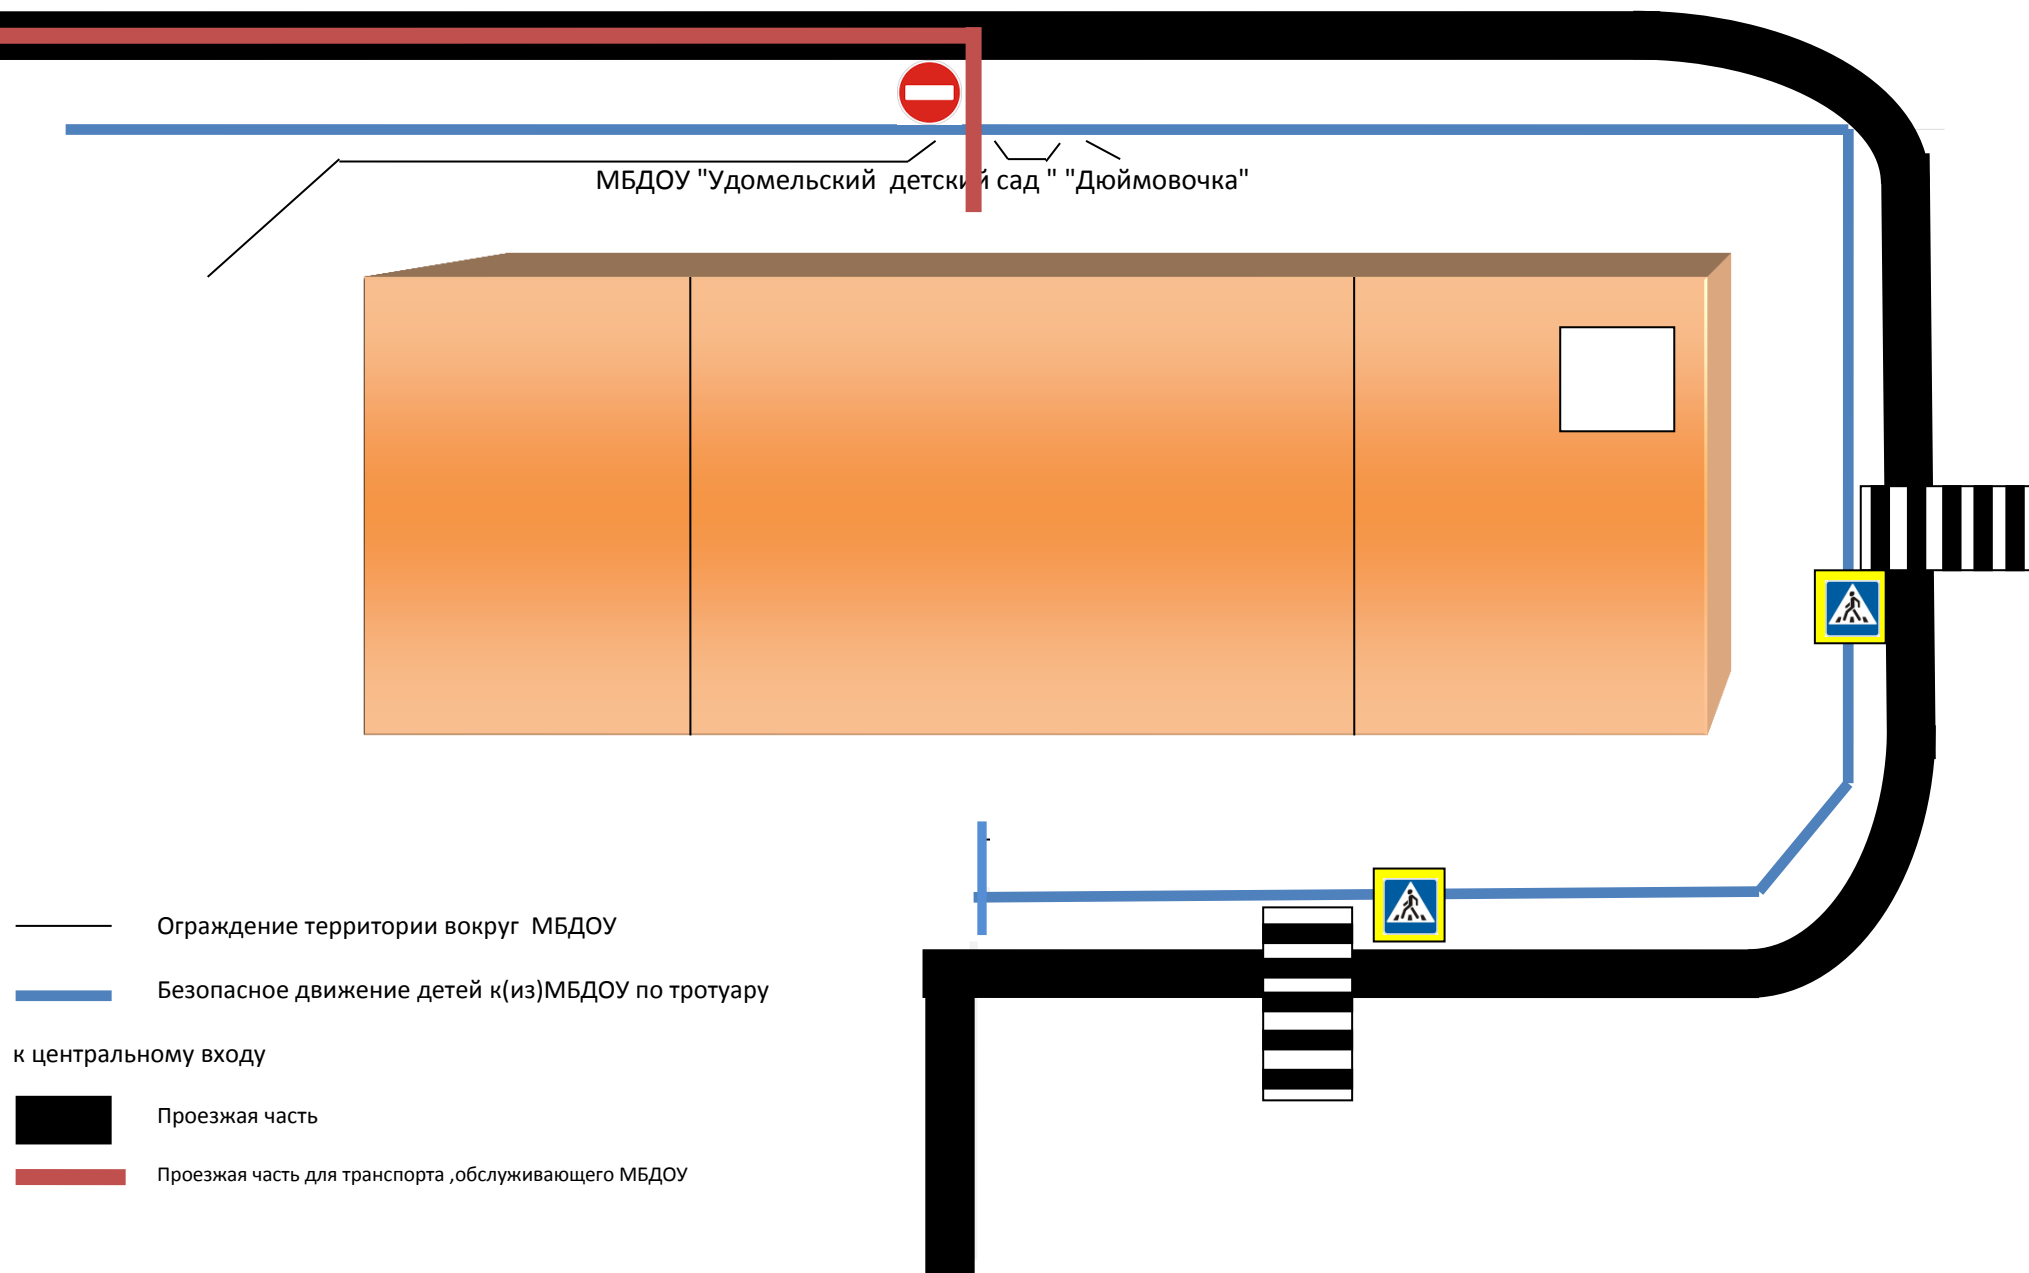 МБДОУ "Удомельский  детский сад " "Дюймовочка"
Ограждение территории вокруг  МБДОУ
Безопасное движение детей к(из)МБДОУ по тротуару
к центральному входу
Проезжая часть
Проезжая часть для транспорта ,обслуживающего МБДОУ